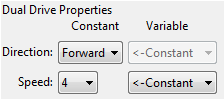 Dual Drive Properties
Constant Variable
Direction: Forward <-Constant
Speed: 4 <-Constant